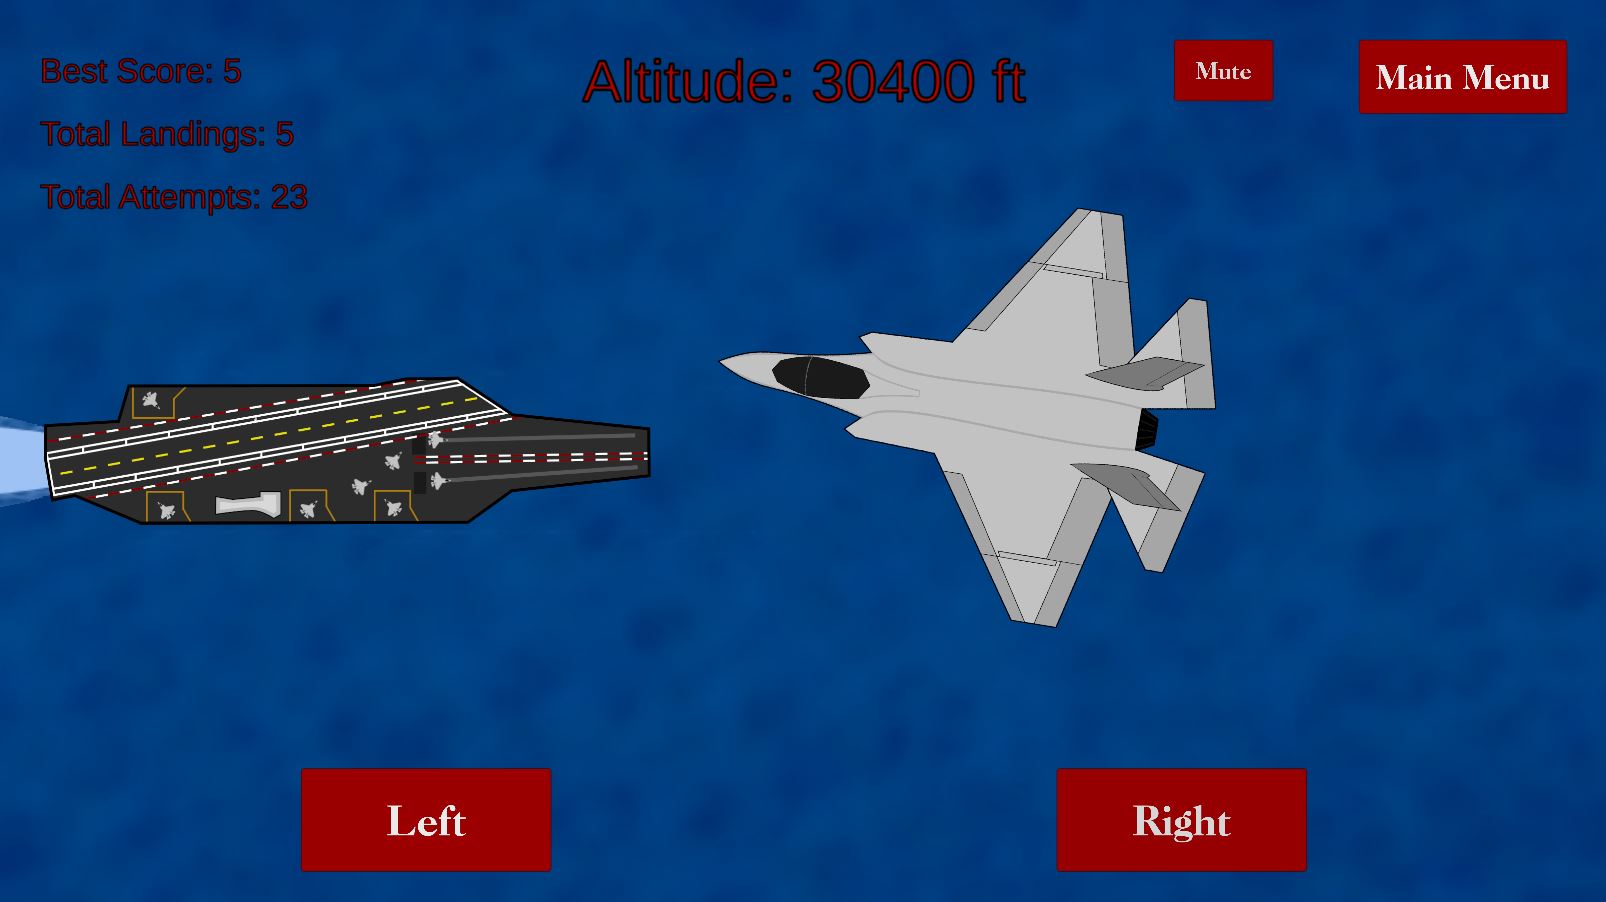 Best Score: 5
Altitude: 30400 ft
Mute
Main Menu
Total Landings: 5
Total Attempts: 23
Left
Right